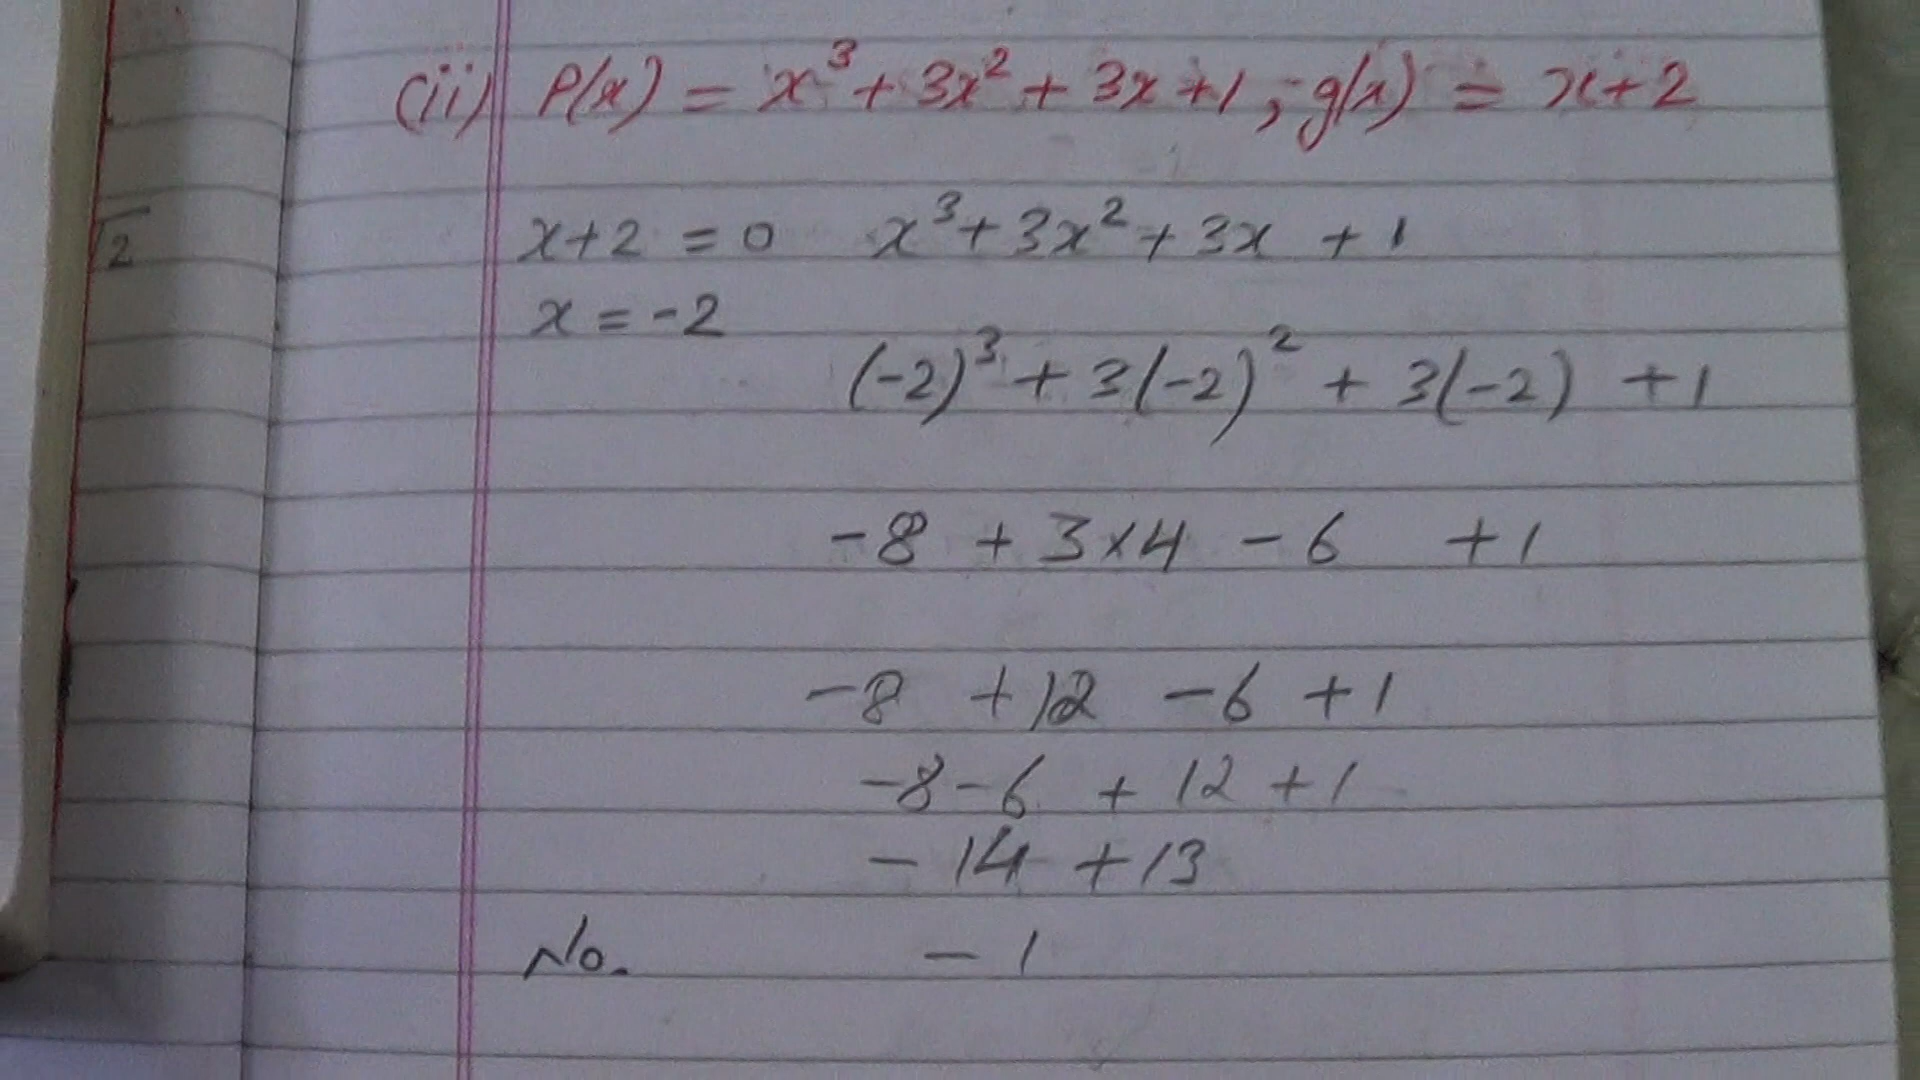 (ii) P(x) = x³ + 3x² + 3x + 1 ; g(x) = x + 2
√2
x + 2 = 0 x³ + 3x² + 3x + 1
x = -2
(-2)³ + 3(-2)² + 3(-2) + 1
-8 + 3×4 - 6 + 1
-8 + 12 - 6 + 1
-8 - 6 + 12 + 1
- 14 + 13
No. - 1